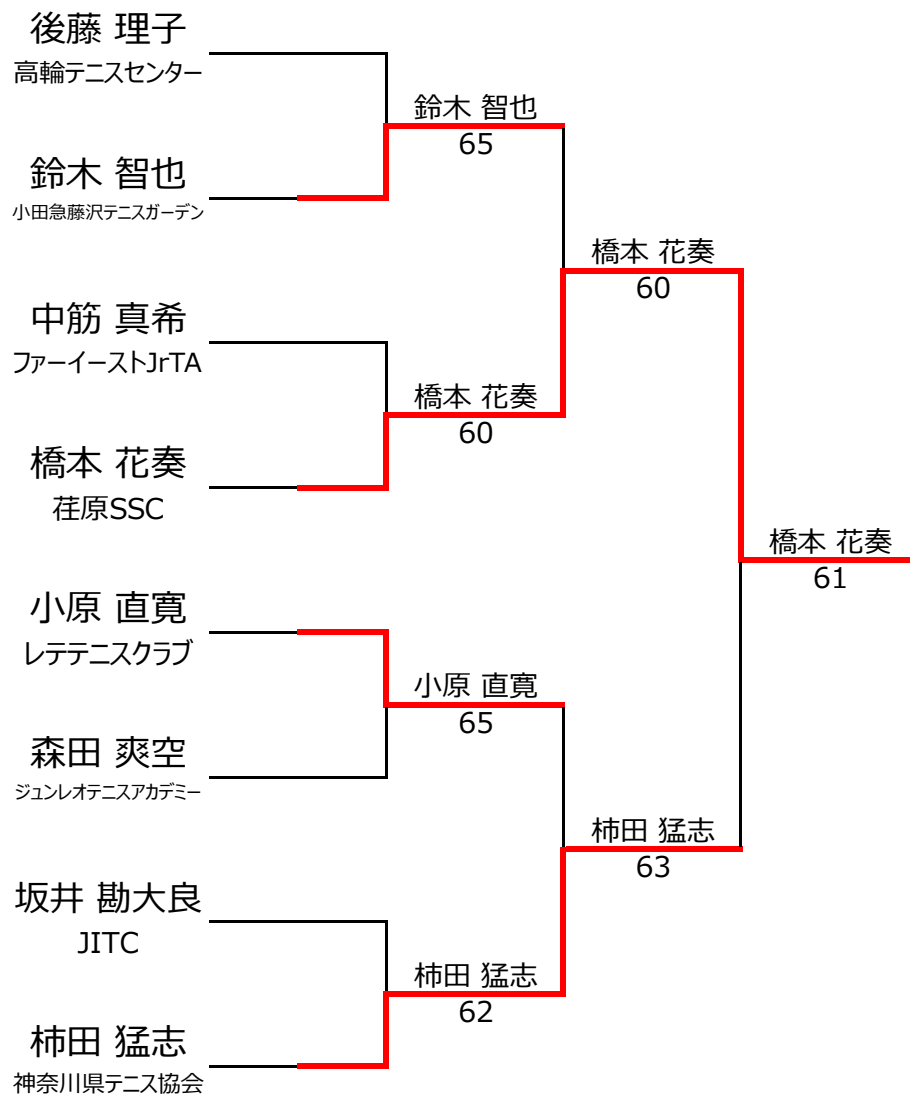 後藤 理子
高輪テニスセンター
鈴木 智也
65
鈴木 智也
小田急藤沢テニスガーデン
橋本 花奏
60
中筋 真希
ファーイーストJrTA
橋本 花奏
60
橋本 花奏
荏原SSC
橋本 花奏
61
小原 直寛
レテテニスクラブ
小原 直寛
65
森田 爽空
ジュンレオテニスアカデミー
柿田 猛志
63
坂井 勘大良
JITC
柿田 猛志
62
柿田 猛志
神奈川県テニス協会